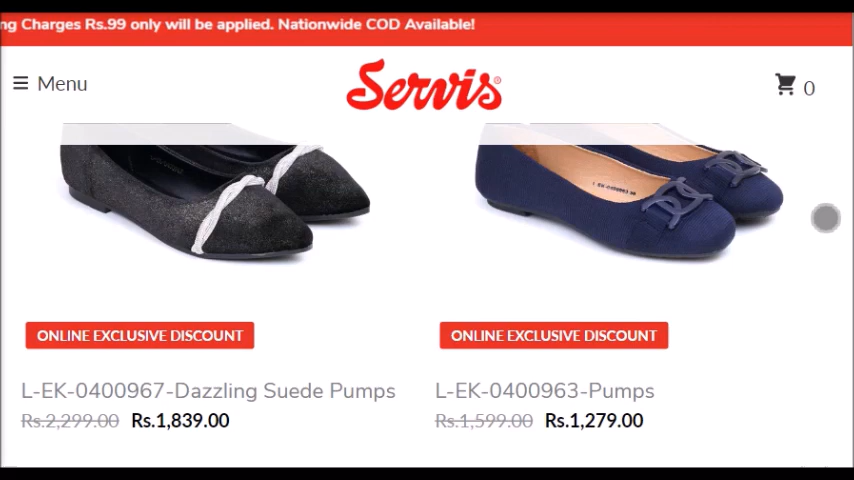 ng Charges Rs.99 only will be applied. Nationwide COD Available!
☰ Menu
Servis®
0
ONLINE EXCLUSIVE DISCOUNT
ONLINE EXCLUSIVE DISCOUNT
L-EK-0400967-Dazzling Suede Pumps
L-EK-0400963-Pumps
Rs.2,299.00 Rs.1,839.00
Rs.1,599.00 Rs.1,279.00